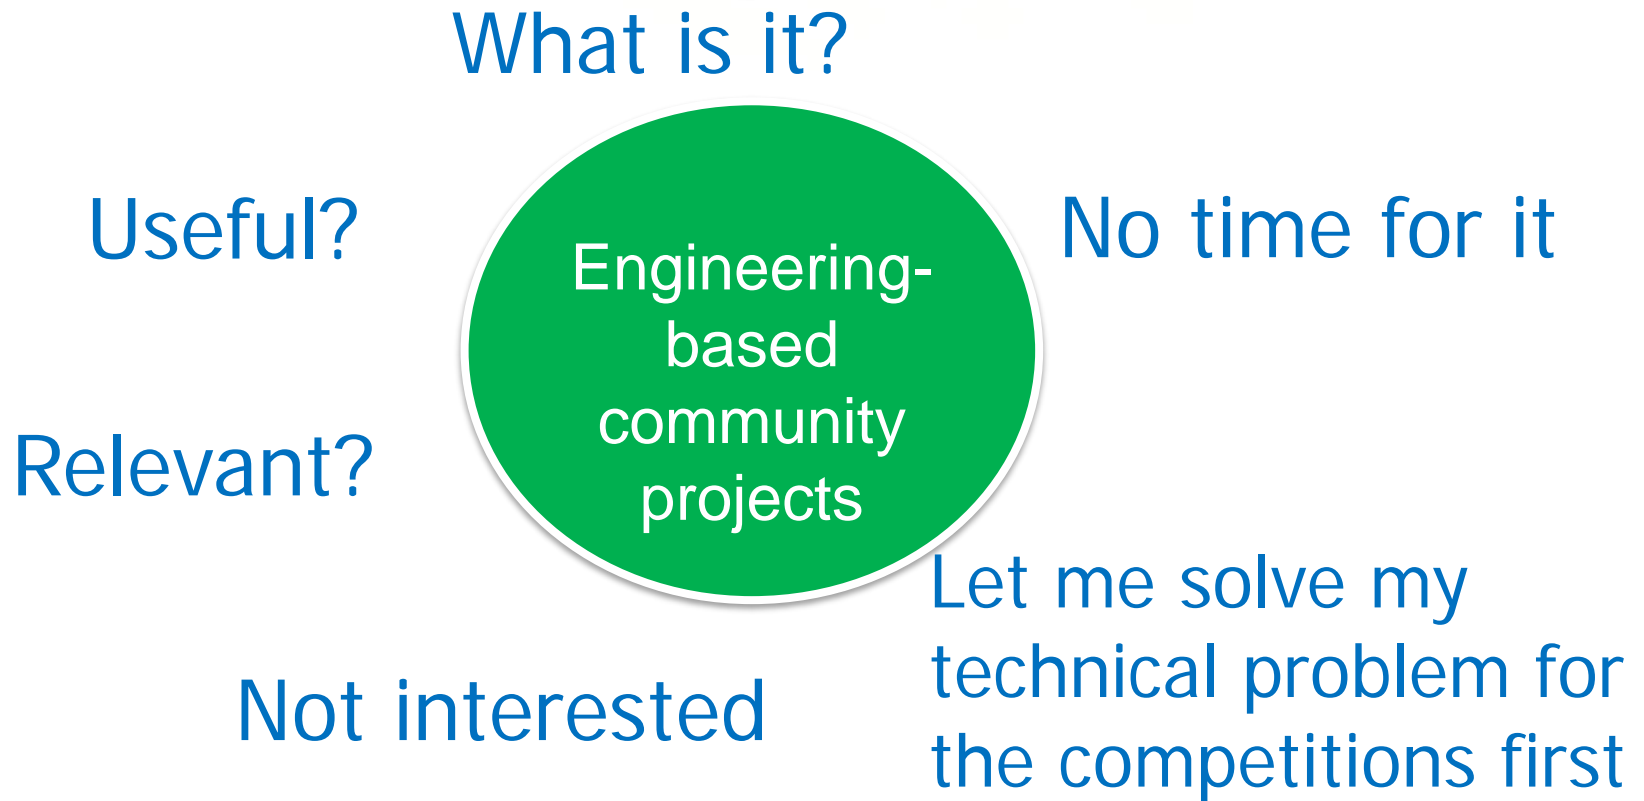 What is it?
Useful?
No time for it
Engineering-
based
community
projects
Relevant?
Let me solve my
technical problem for
the competitions first
Not interested